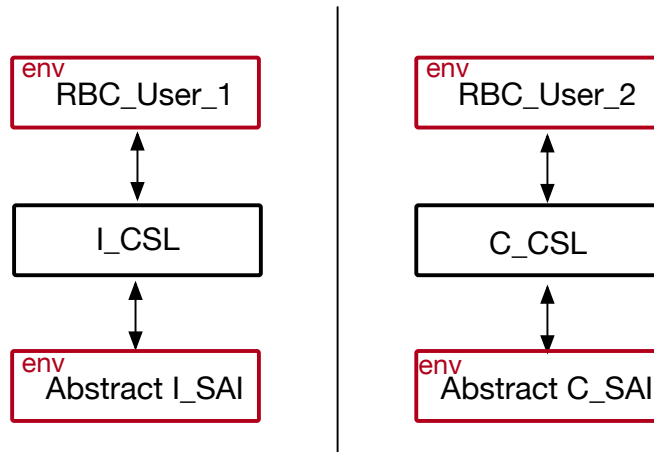 env
RBC_User_1
I_CSL
env
Abstract I_SAI
env
RBC_User_2
C_CSL
env
Abstract C_SAI